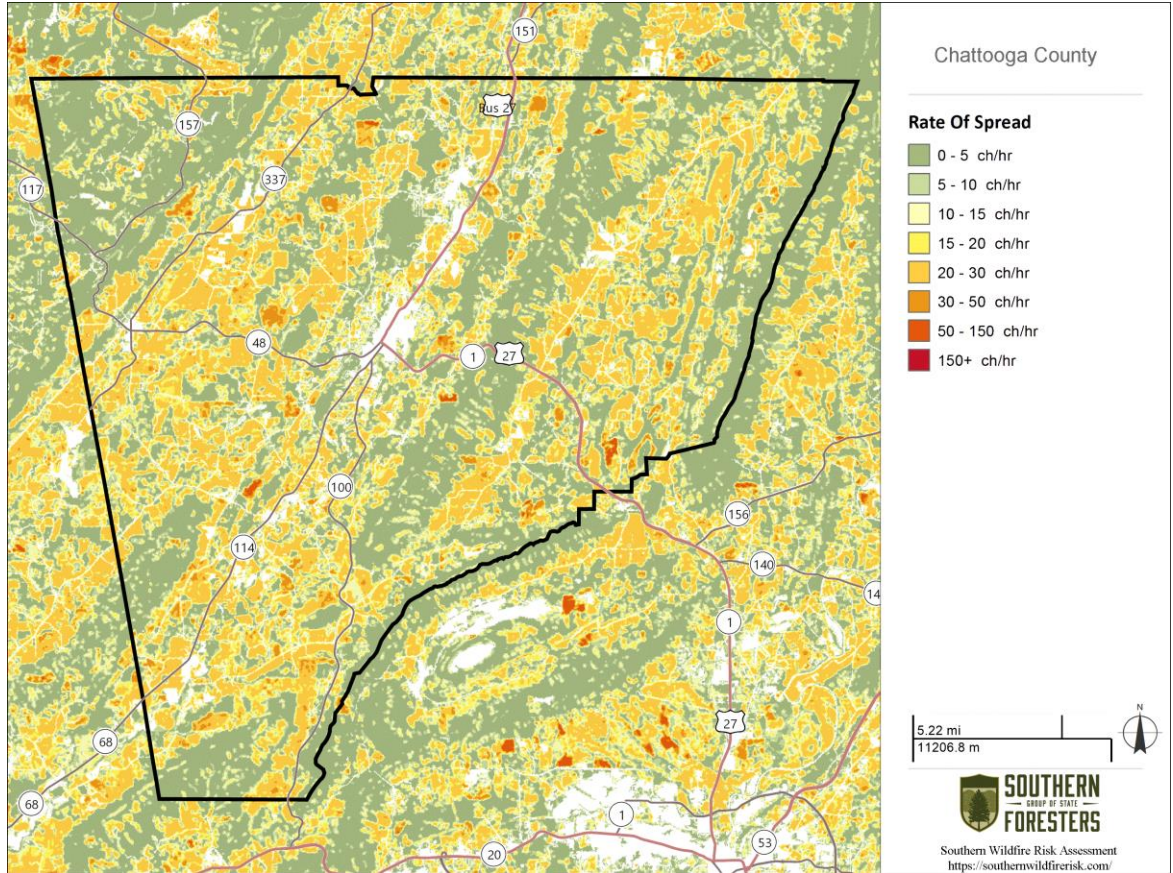 Chattooga County
Rate Of Spread
0 - 5 ch/hr
5 - 10 ch/hr
10 - 15 ch/hr
15 - 20 ch/hr
20 - 30 ch/hr
30 - 50 ch/hr
50 - 150 ch/hr
150+ ch/hr
151
Bus 27
157
337
117
48
1
27
100
114
156
140
14
1
27
68
68
1
20
53
N
5.22 mi
11206.8 m
SOUTHERN
GROUP OF STATE
FORESTERS
Southern Wildfire Risk Assessment
https://southernwildfirerisk.com/